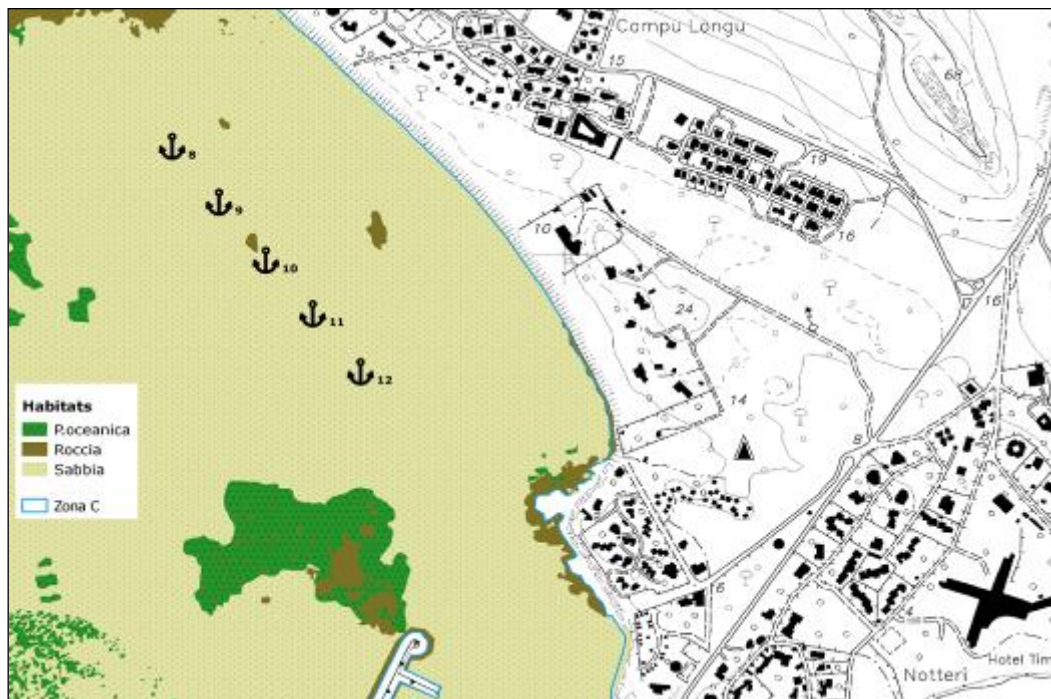 Campu Longu
3
15
68
8
19
9
10
16
10
24
16
11
12
14
8
Habitats
P.oceanica
Roccia
Sabbia
Zona C
6
4
Hotel Tim
Notteri